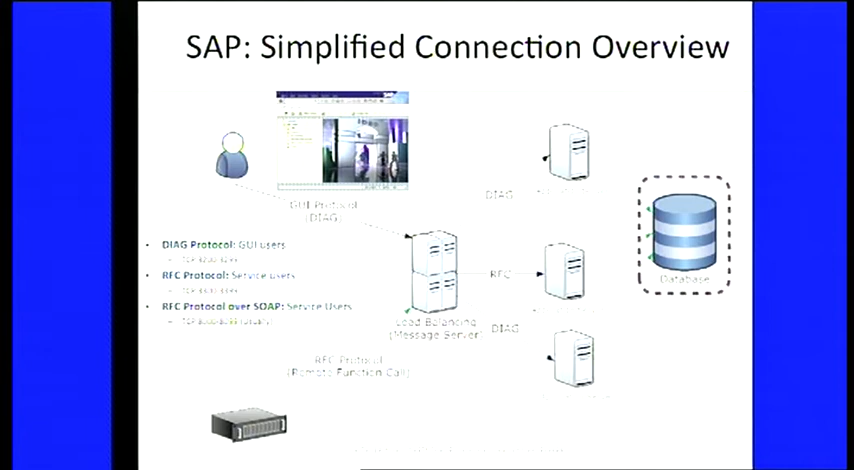 SAP: Simplified Connection Overview
GUI Protocol
(DIAG)
DIAG
• DIAG Protocol: GUI users
• RFC Protocol: Service Users
• RFC Protocol over SOAP: Service Users
RFC
Database
Load Balancing
(Message Server)
DIAG
RFC Protocol
(Remote Function Call)